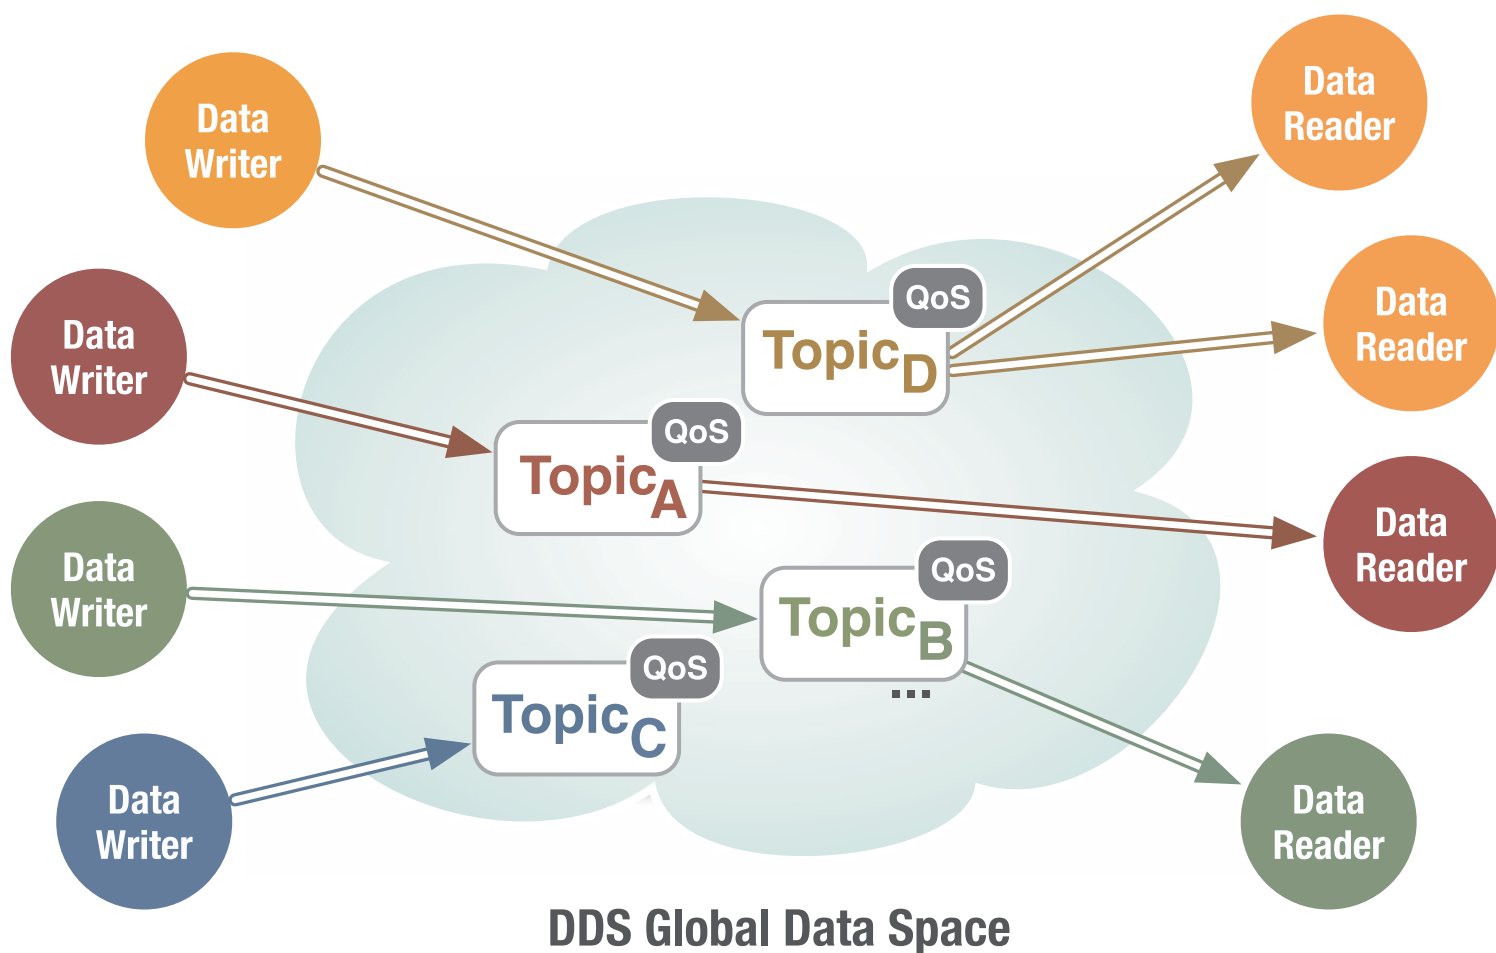 Data
Writer
Data
Reader
Data
Writer
Data
Reader
QoS
TopicD
QoS
TopicA
Data
Reader
Data
Writer
QoS
TopicB
...
QoS
TopicC
Data
Writer
Data
Reader
DDS Global Data Space